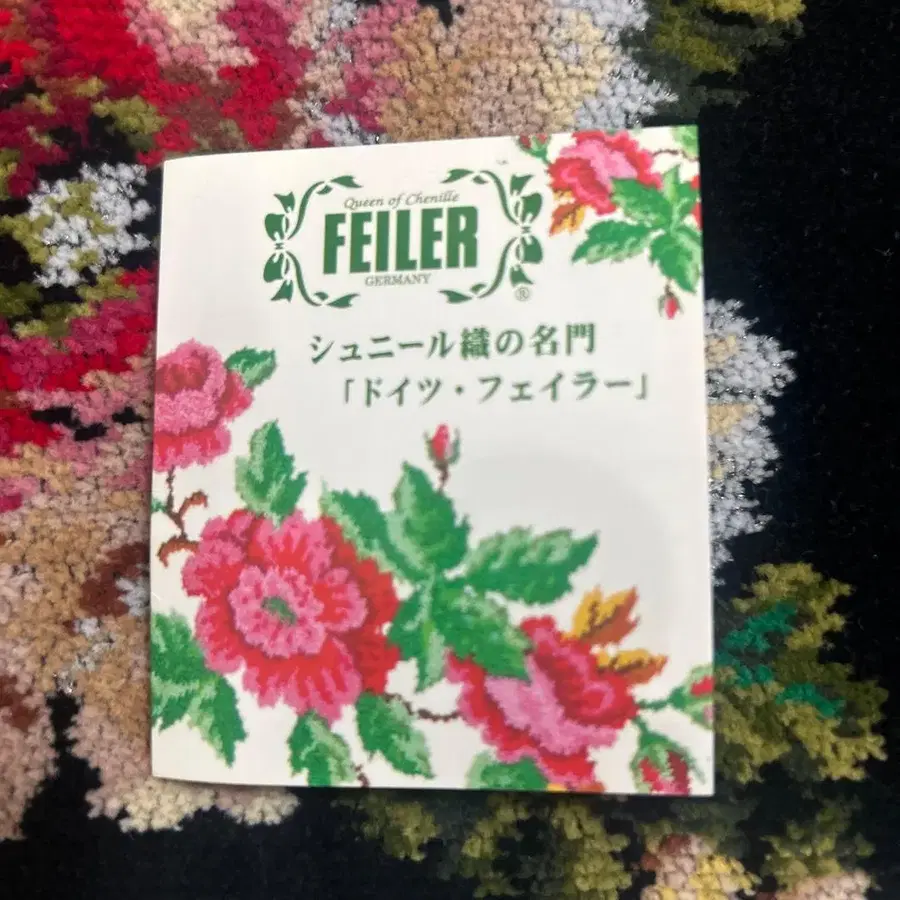 Queen of Chenille
FEILER
GERMANY
®
シュニール織の名門
「ドイツ・フェイラー」